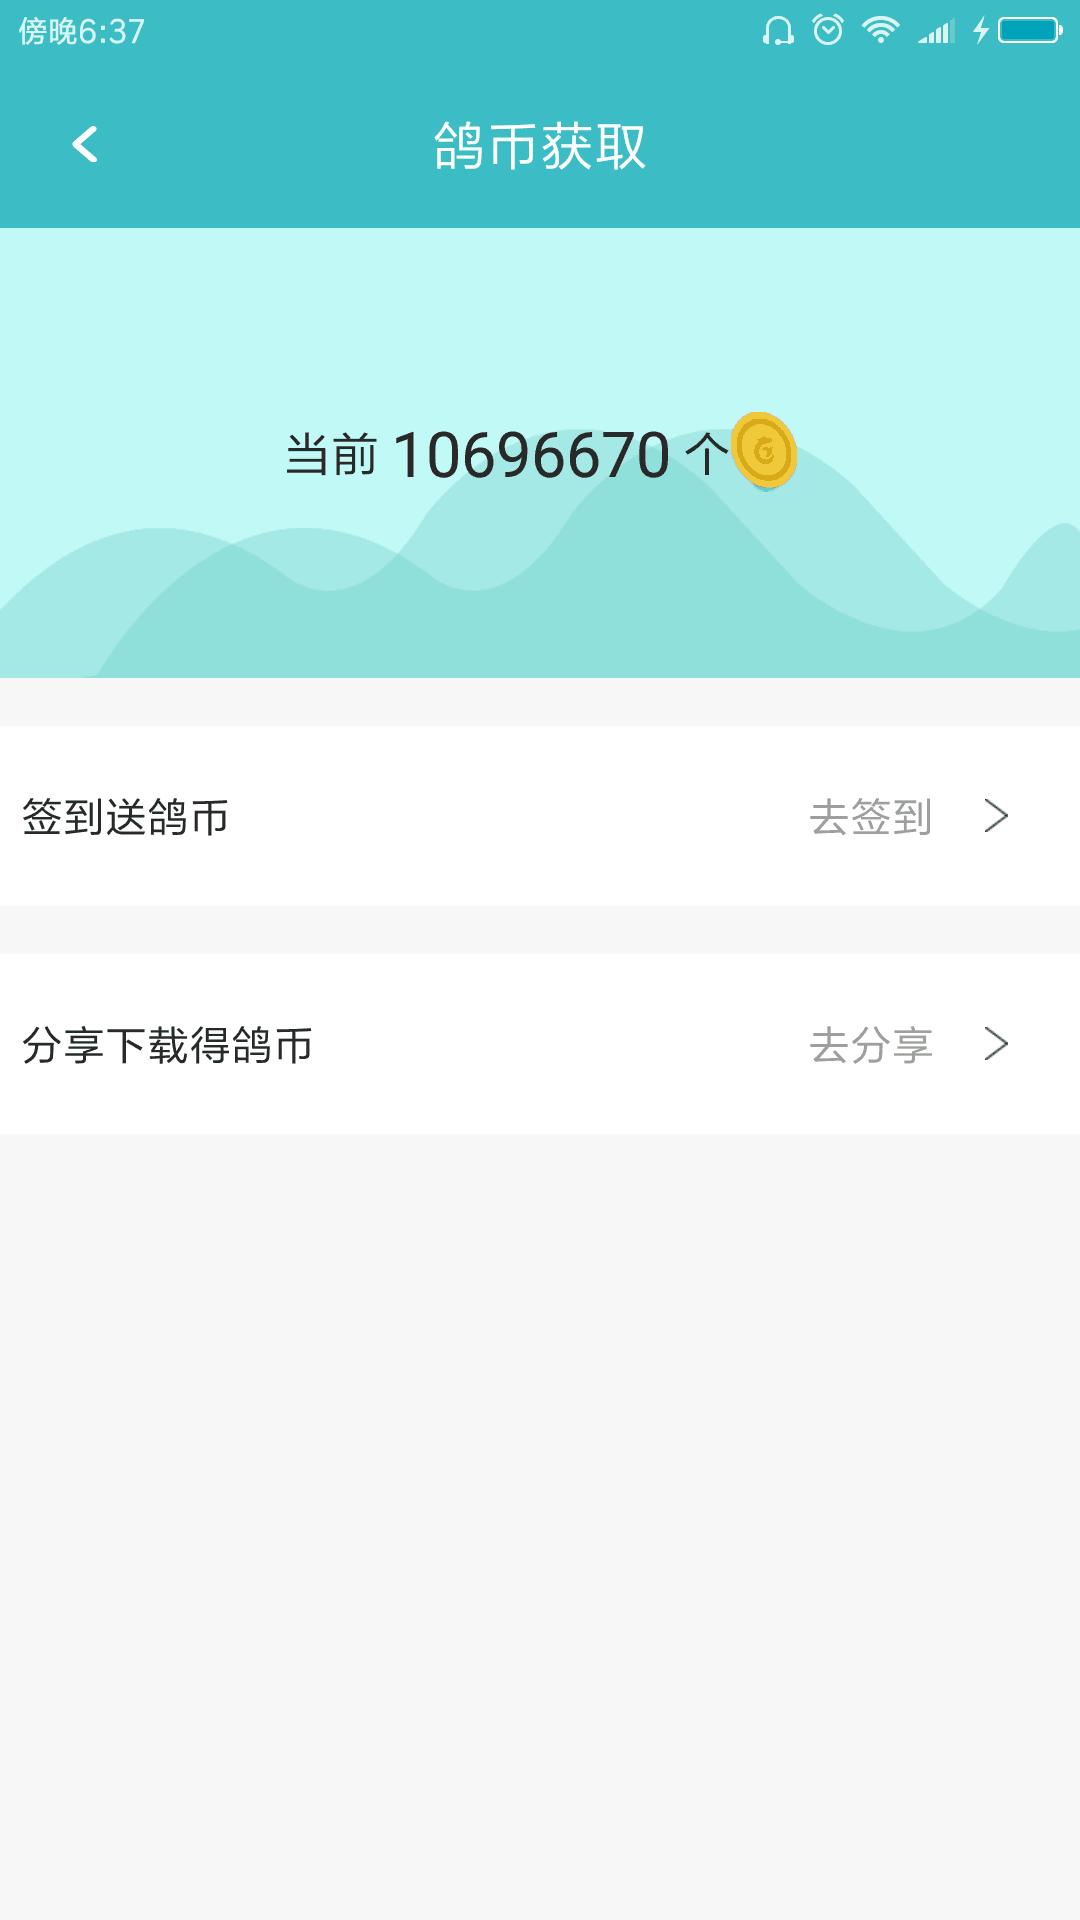 傍晚6:37
鸽币获取
当前 10696670 个
签到送鸽币 去签到
分享下载得鸽币 去分享